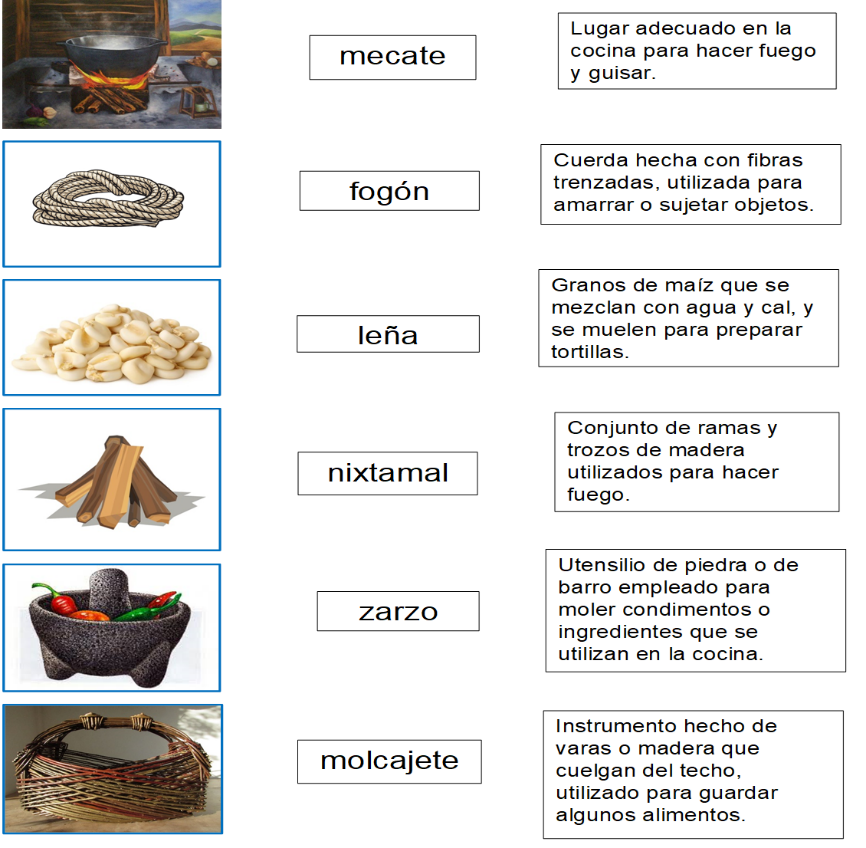 mecate
Lugar adecuado en la
cocina para hacer fuego
y guisar.
fogón
Cuerda hecha con fibras
trenzadas, utilizada para
amarrar o sujetar objetos.
leña
Granos de maíz que se
mezclan con agua y cal, y
se muelen para preparar
tortillas.
nixtamal
Conjunto de ramas y
trozos de madera
utilizados para hacer
fuego.
zarzo
Utensilio de piedra o de
barro empleado para
moler condimentos o
ingredientes que se
utilizan en la cocina.
molcajete
Instrumento hecho de
varas o madera que
cuelgan del techo,
utilizado para guardar
algunos alimentos.